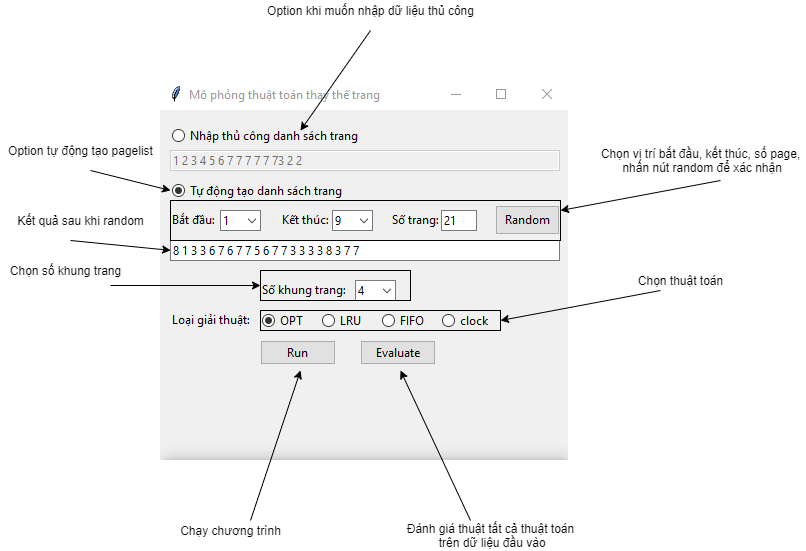 Option khi muốn nhập dữ liệu thủ công
Mô phỏng thuật toán thay thế trang
Nhập thủ công danh sách trang
1 2 3 4 5 6 7 7 7 7 7 73 2 2
Option tự động tạo pagelist
Tự động tạo danh sách trang
Chọn vị trí bắt đầu, kết thúc, số page,
nhấn nút random để xác nhận
Bắt đầu: 1 Kết thúc: 9 Số trang: 21 Random
Kết quả sau khi random
8 1 3 3 6 7 6 7 7 5 6 7 7 3 3 3 3 8 3 7 7
Chọn số khung trang
Số khung trang: 4
Chọn thuật toán
Loại giải thuật: OPT LRU FIFO clock
Run Evaluate
Chạy chương trình
Đánh giá thuật tất cả thuật toán
trên dữ liệu đầu vào